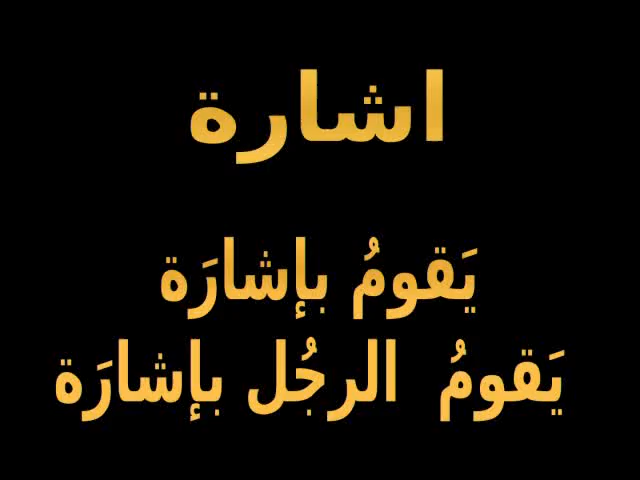 اشارة
يَقومُ بإشارَة
يَقومُ الرجُل بإشارَة